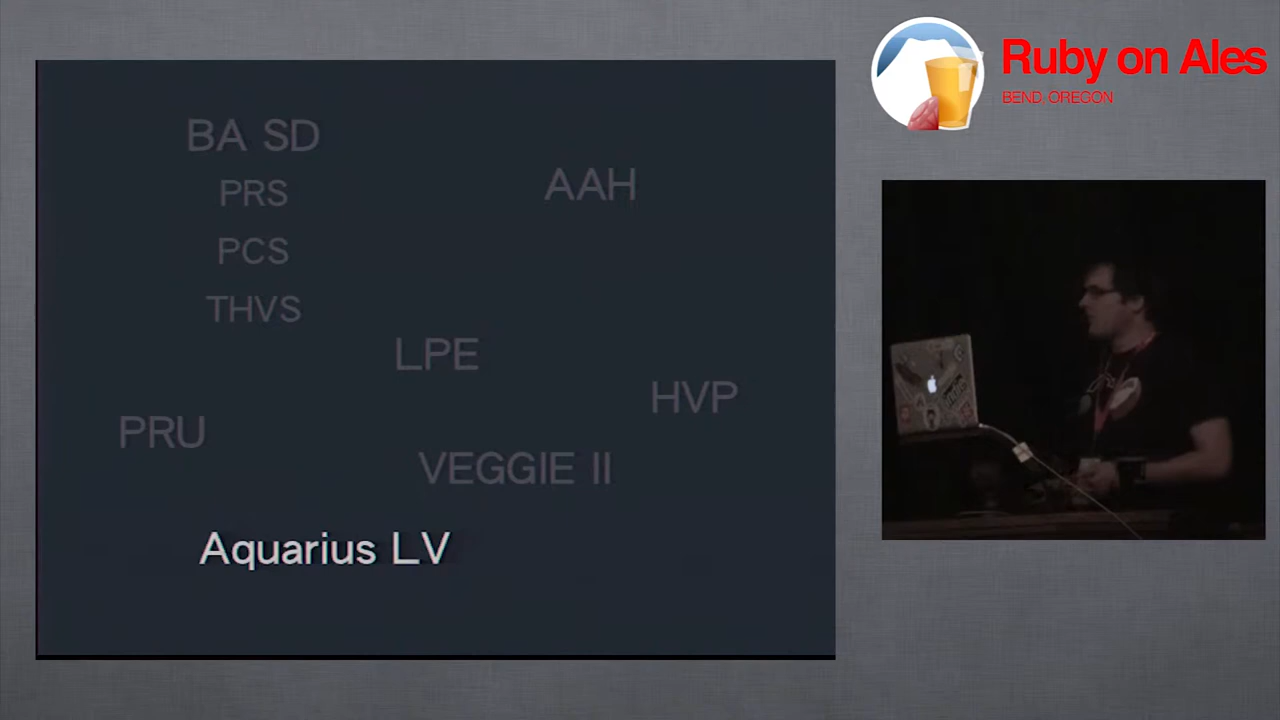 Ruby on Ales
BEND, OREGON
BA SD
PRS
AAH
PCS
THVS
LPE
HVP
PRU
VEGGIE II
Aquarius LV